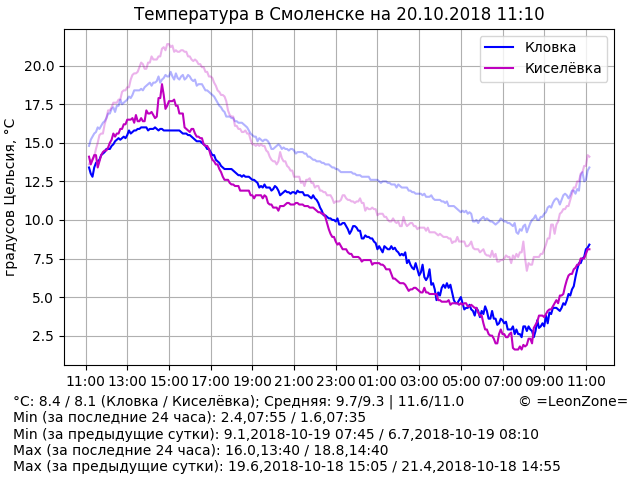 Температура в Смоленске на 20.10.2018 11:10
Кловка
Киселёвка
градусов Цельсия, °C
20.0
17.5
15.0
12.5
10.0
7.5
5.0
2.5
11:00 13:00 15:00 17:00 19:00 21:00 23:00 01:00 03:00 05:00 07:00 09:00 11:00
°C: 8.4 / 8.1 (Кловка / Киселёвка); Средняя: 9.7/9.3 | 11.6/11.0 © =LeonZone=
Min (за последние 24 часа): 2.4,07:55 / 1.6,07:35
Min (за предыдущие сутки): 9.1,2018-10-19 07:45 / 6.7,2018-10-19 08:10
Max (за последние 24 часа): 16.0,13:40 / 18.8,14:40
Max (за предыдущие сутки): 19.6,2018-10-18 15:05 / 21.4,2018-10-18 14:55